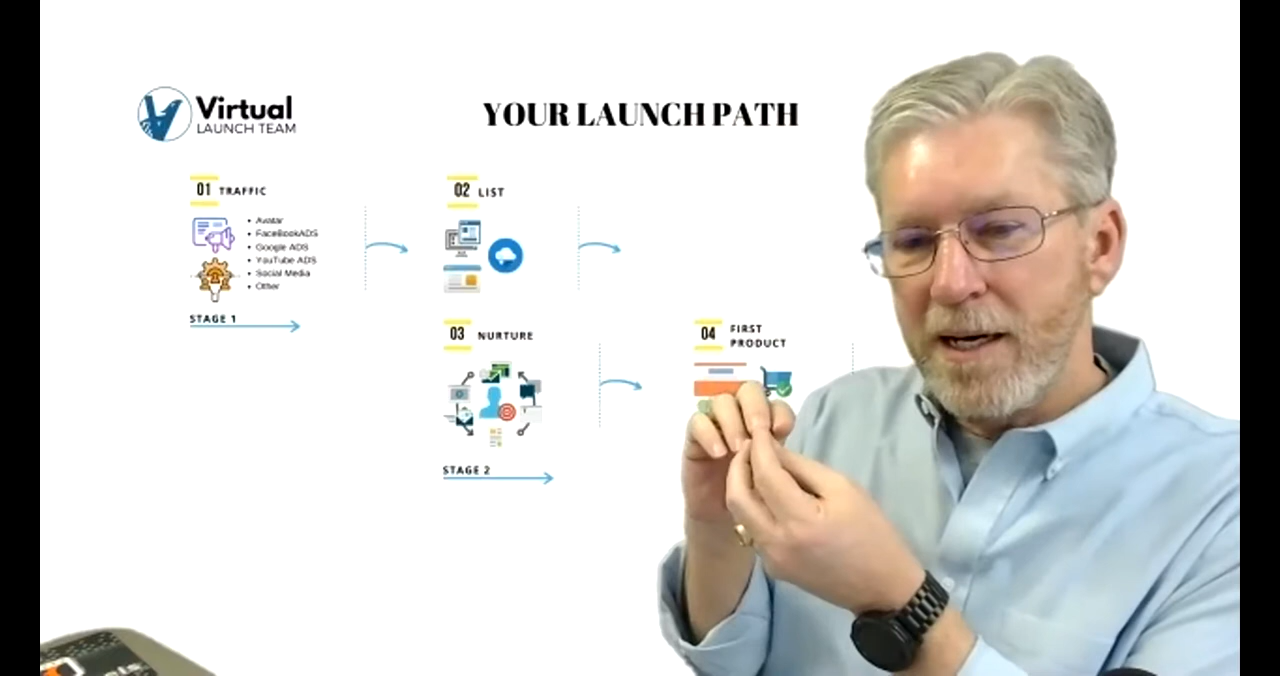 Virtual
LAUNCH TEAM
YOUR LAUNCH PATH
01 TRAFFIC
• Avatar
• FaceBookADS
• Google ADS
• YouTube ADS
• Social Media
• Other
STAGE 1
02 LIST
03 NURTURE
STAGE 2
04 FIRST
PRODUCT